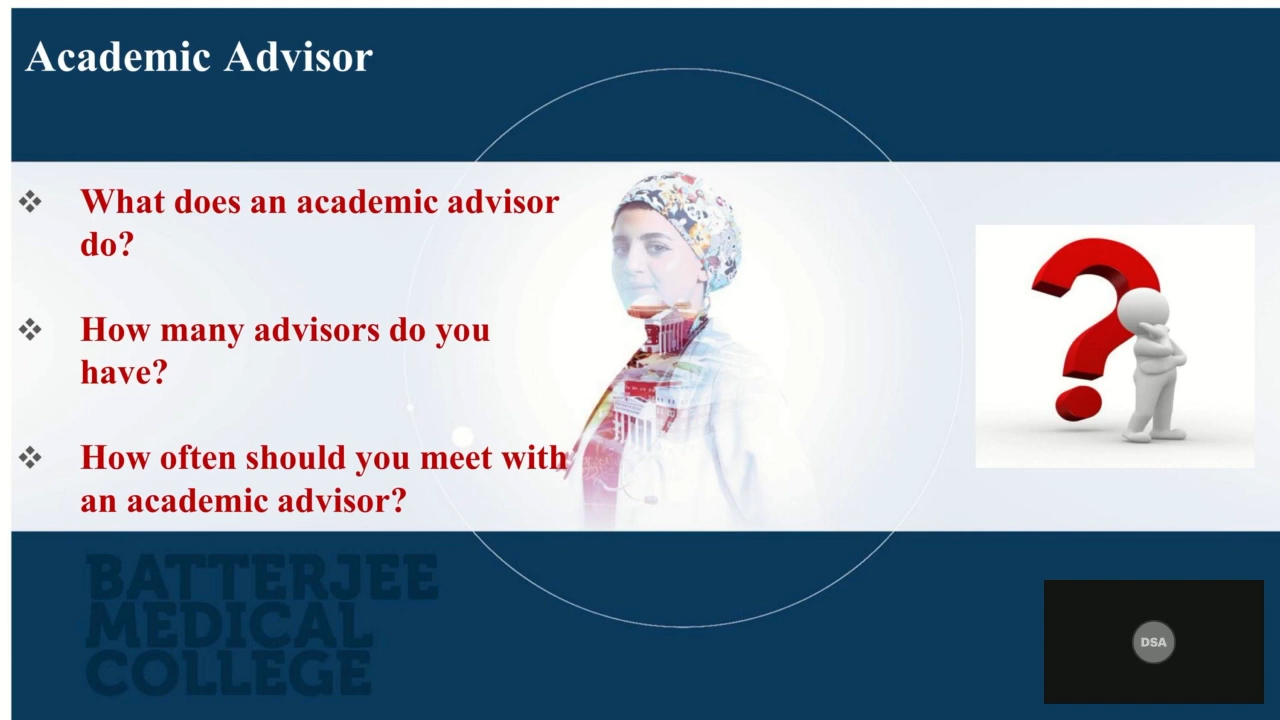 Academic Advisor
❖ What does an academic advisor
do?
❖ How many advisors do you
have?
❖ How often should you meet with
an academic advisor?
BATTERJEE
MEDICAL
COLLEGE
DSA